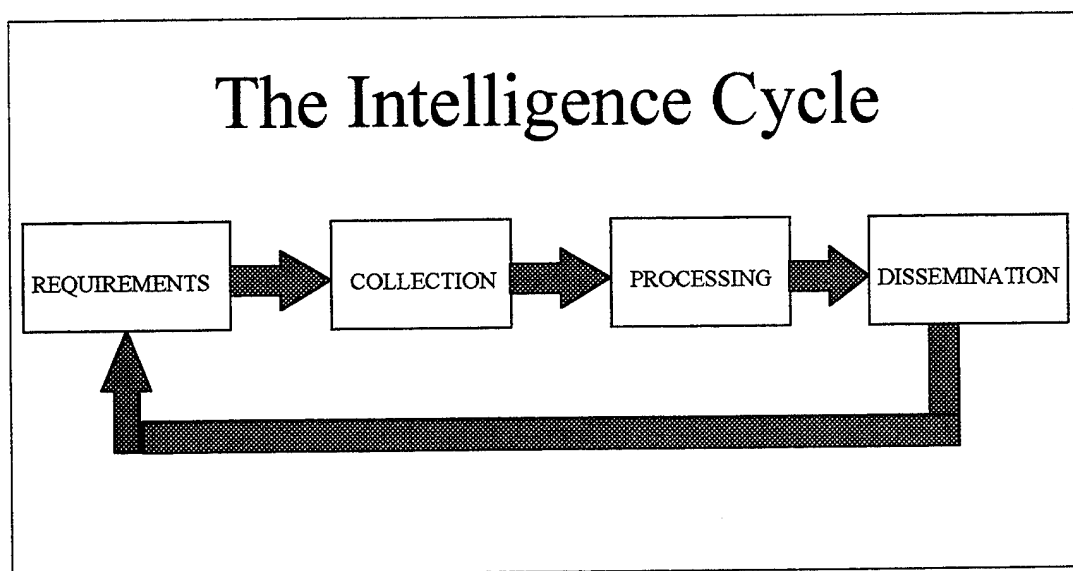 The Intelligence Cycle
REQUIREMENTS
COLLECTION
PROCESSING
DISSEMINATION